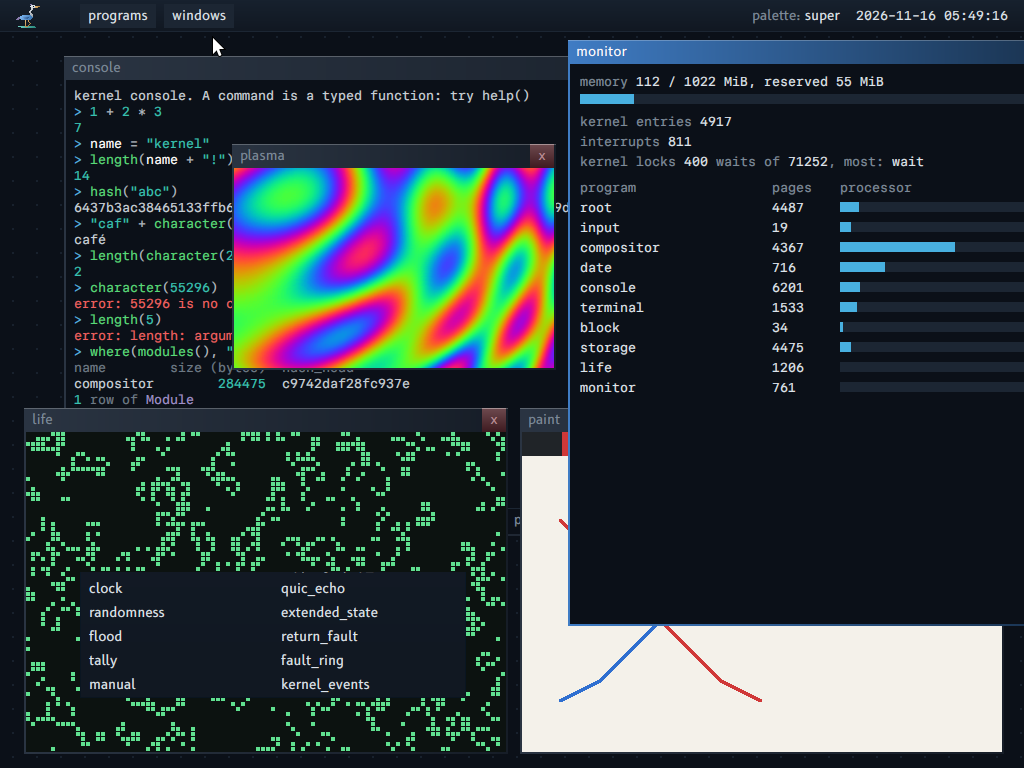 programs windows palette: super 2026-11-16 05:49:16
console
kernel console. A command is a typed function: try help()
> 1 + 2 * 3
7
> name = "kernel"
> length(name + "!")
14
> hash("abc")
6437b3ac38465133ffb6
> "caf" + character(
café
> length(character(2
2
> character(55296)
error: 55296 is no c
> length(5)
error: length: argum
> where(modules(), "
name size (bytes)
compositor 284475 c9742daf28fc937e
1 row of Module
plasma x
monitor
memory 112 / 1022 MiB, reserved 55 MiB
kernel entries 4917
interrupts 811
kernel locks 400 waits of 71252, most: wait
program pages processor
root 4487
input 19
compositor 4367
date 716
console 6201
terminal 1533
block 34
storage 4475
life 1206
monitor 761
life x
clock quic_echo
randomness extended_state
flood return_fault
tally fault_ring
manual kernel_events
paint